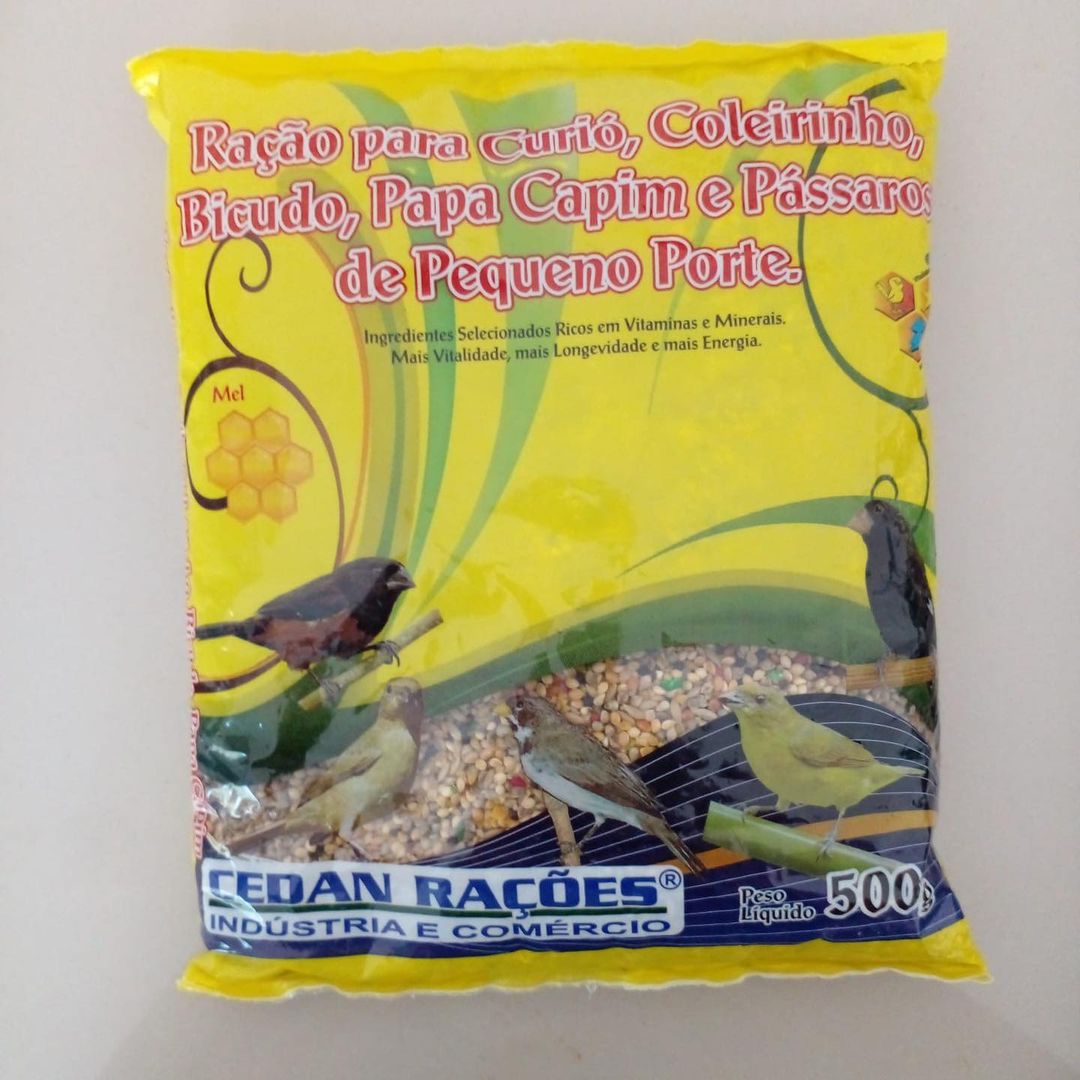 Ração para Curió, Coleirinho,
Bicudo, Papa Capim e Pássaros
de Pequeno Porte.
Ingredientes Selecionados Ricos em Vitaminas e Minerais.
Mais Vitalidade, mais Longevidade e mais Energia.
Mel
CEDAN RAÇÕES®
INDÚSTRIA E COMÉRCIO
Peso
Líquido 500g